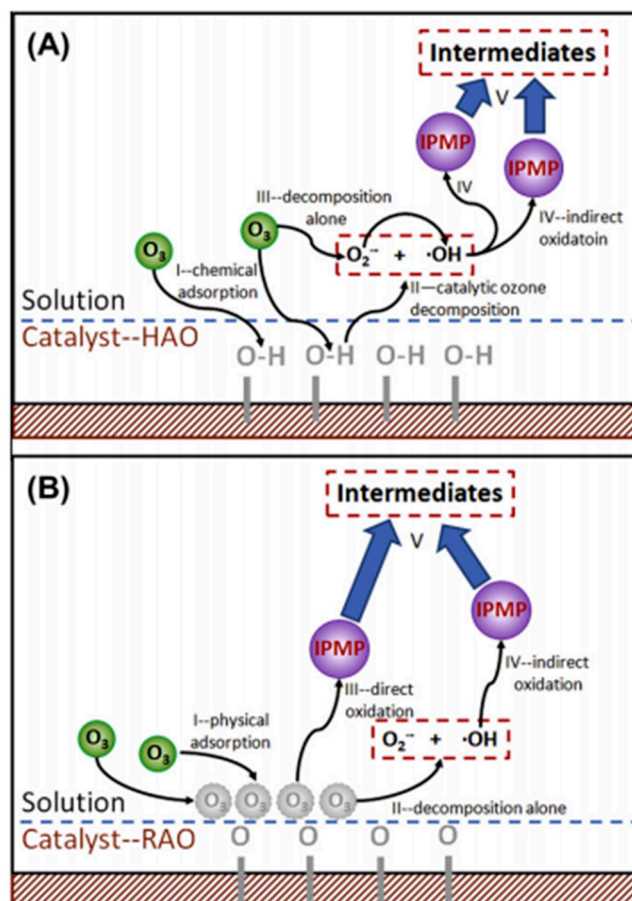 (A)
Intermediates
V
IPMP
IPMP
III--decomposition
alone
IV
IV--indirect
oxidatoin
O₃
O₃
O₂·⁻ + ·OH
I--chemical
adsorption
II—catalytic ozone
decomposition
Solution
Catalyst--HAO
O-H O-H O-H O-H
(B)
Intermediates
V
IPMP
IPMP
III--direct
oxidation
IV--indirect
oxidation
I--physical
adsorption
O₃
O₃
O₂·⁻ + ·OH
O₃ O₃ O₃ O₃
Solution
II--decomposition alone
Catalyst--RAO
O O O O